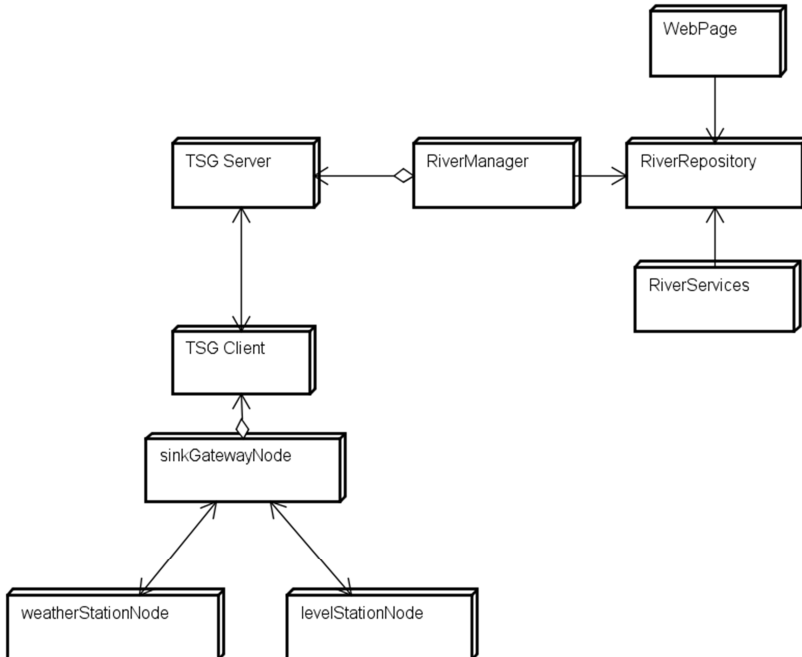 WebPage
TSG Server
RiverManager
RiverRepository
RiverServices
TSG Client
sinkGatewayNode
weatherStationNode
levelStationNode